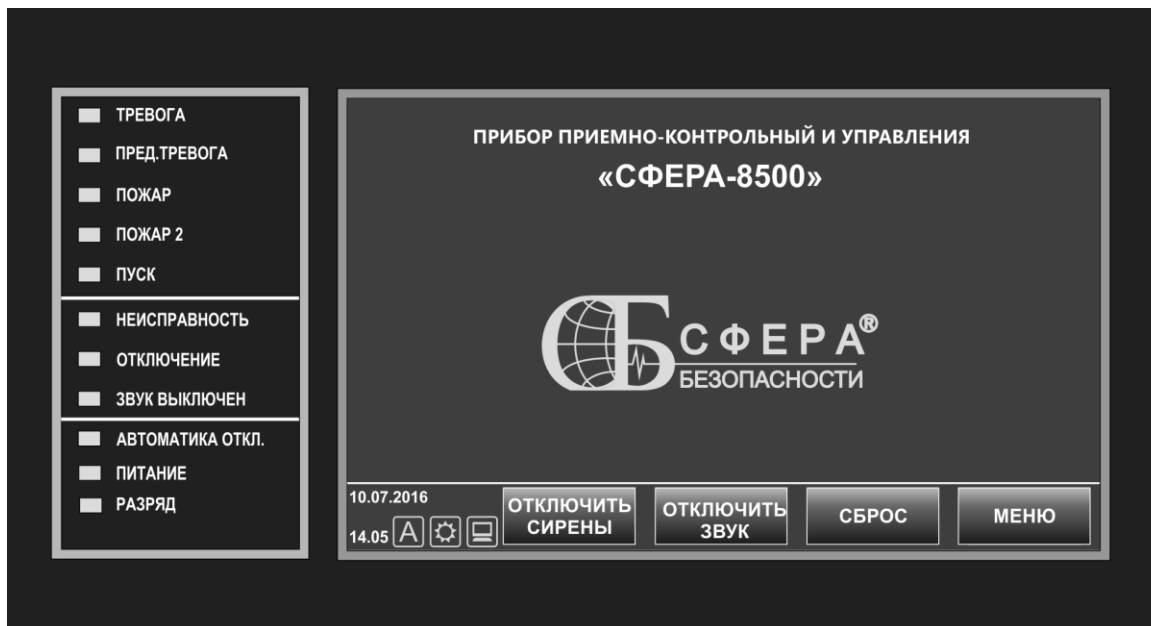 ТРЕВОГА
ПРЕД.ТРЕВОГА
ПОЖАР
ПОЖАР 2
ПУСК
НЕИСПРАВНОСТЬ
ОТКЛЮЧЕНИЕ
ЗВУК ВЫКЛЮЧЕН
АВТОМАТИКА ОТКЛ.
ПИТАНИЕ
РАЗРЯД
ПРИБОР ПРИЕМНО-КОНТРОЛЬНЫЙ И УПРАВЛЕНИЯ
«СФЕРА-8500»
СБ СФЕРА®
БЕЗОПАСНОСТИ
10.07.2016
14.05 A
ОТКЛЮЧИТЬ
СИРЕНЫ
ОТКЛЮЧИТЬ
ЗВУК
СБРОС
МЕНЮ